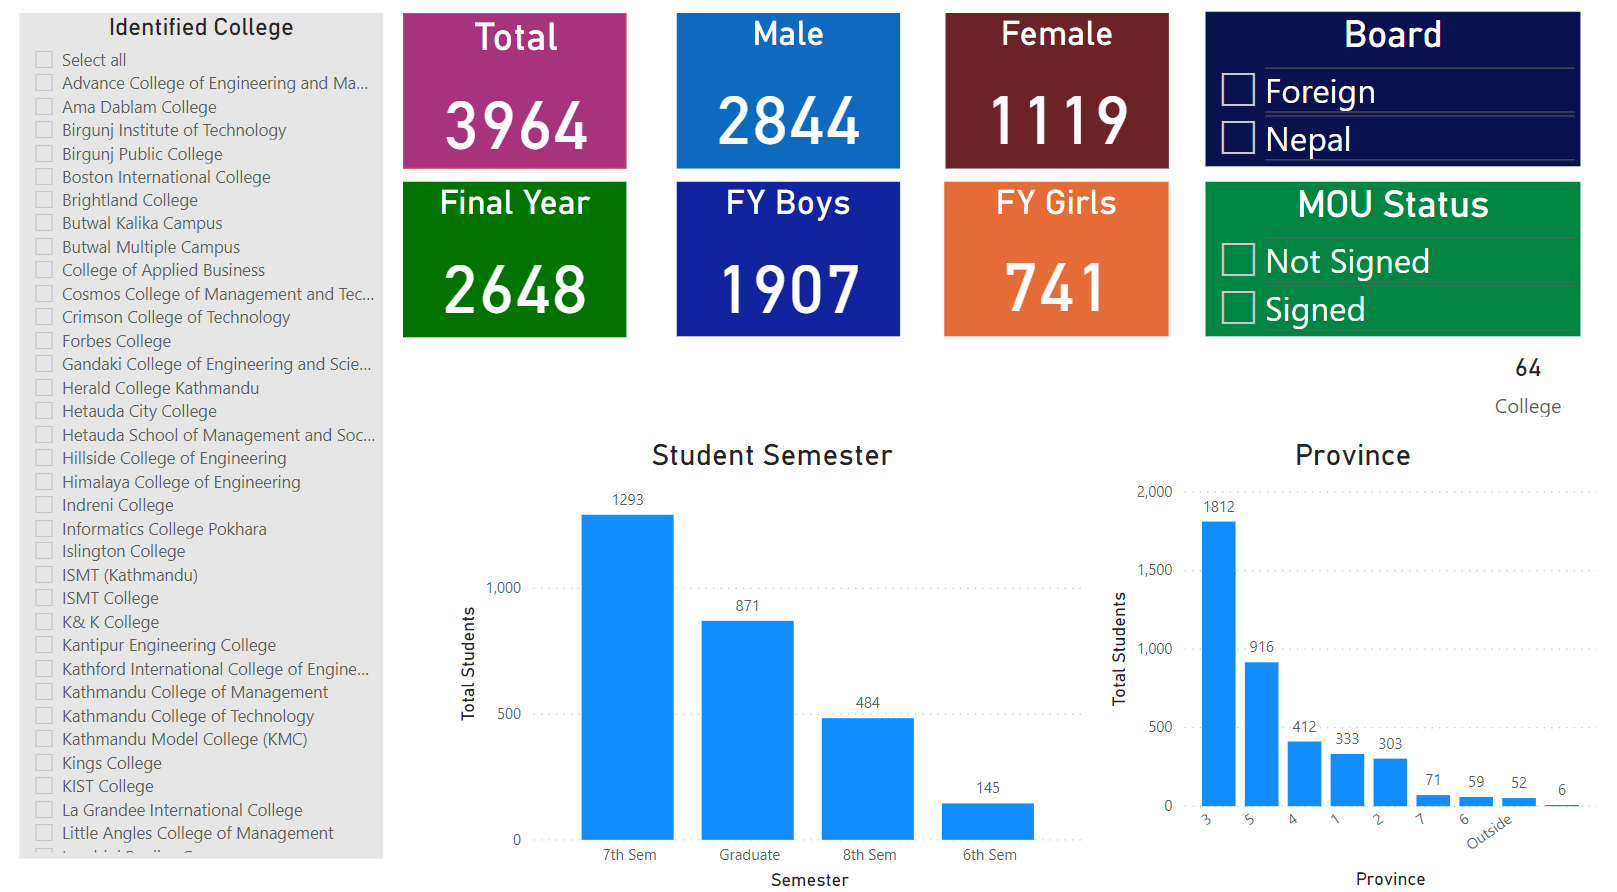 Identified College
Select all
Advance College of Engineering and Ma...
Ama Dablam College
Birgunj Institute of Technology
Birgunj Public College
Boston International College
Brightland College
Butwal Kalika Campus
Butwal Multiple Campus
College of Applied Business
Cosmos College of Management and Tec...
Crimson College of Technology
Forbes College
Gandaki College of Engineering and Scie...
Herald College Kathmandu
Hetauda City College
Hetauda School of Management and Soc...
Hillside College of Engineering
Himalaya College of Engineering
Indreni College
Informatics College Pokhara
Islington College
ISMT (Kathmandu)
ISMT College
K& K College
Kantipur Engineering College
Kathford International College of Engine...
Kathmandu College of Management
Kathmandu College of Technology
Kathmandu Model College (KMC)
Kings College
KIST College
La Grandee International College
Little Angles College of Management
Total
3964
Male
2844
Female
1119
Board
Foreign
Nepal
Final Year
2648
FY Boys
1907
FY Girls
741
MOU Status
Not Signed
Signed
64
College
Student Semester
Total Students
1,000
500
0
1293
871
484
145
7th Sem
Graduate
8th Sem
6th Sem
Semester
Province
Total Students
2,000
1,500
1,000
500
0
1812
916
412
333
303
71
59
52
6
3
5
4
1
2
7
6
Outside
Province